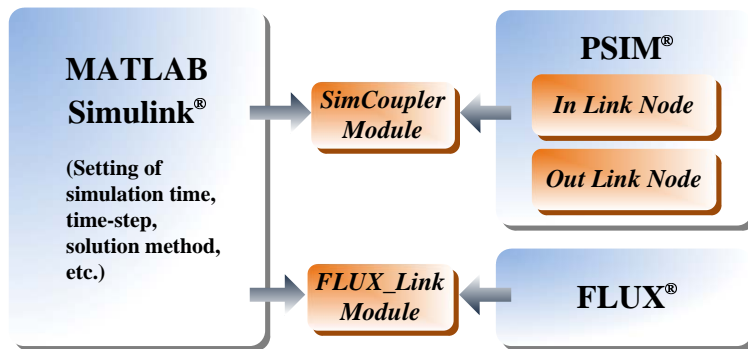 MATLAB
Simulink®
(Setting of
simulation time,
time-step,
solution method,
etc.)
SimCoupler
Module
FLUX_Link
Module
PSIM®
In Link Node
Out Link Node
FLUX®